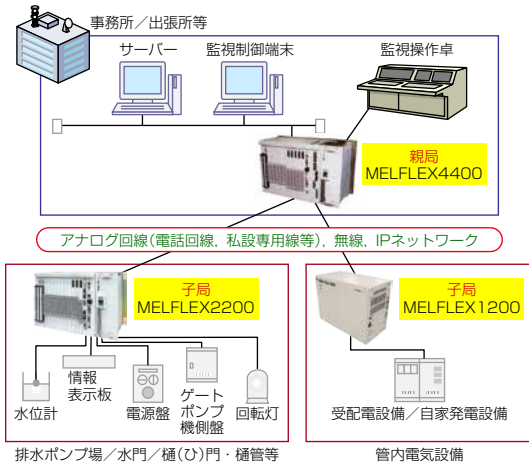 事務所／出張所等
サーバー
監視制御端末
監視操作卓
親局
MELFLEX4400
アナログ回線(電話回線，私設専用線等)，無線，IPネットワーク
子局
MELFLEX2200
子局
MELFLEX1200
水位計
情報
表示板
電源盤
ゲート
ポンプ
機側盤
回転灯
受配電設備／自家発電設備
排水ポンプ場／水門／樋(ひ)門・樋管等
管内電気設備